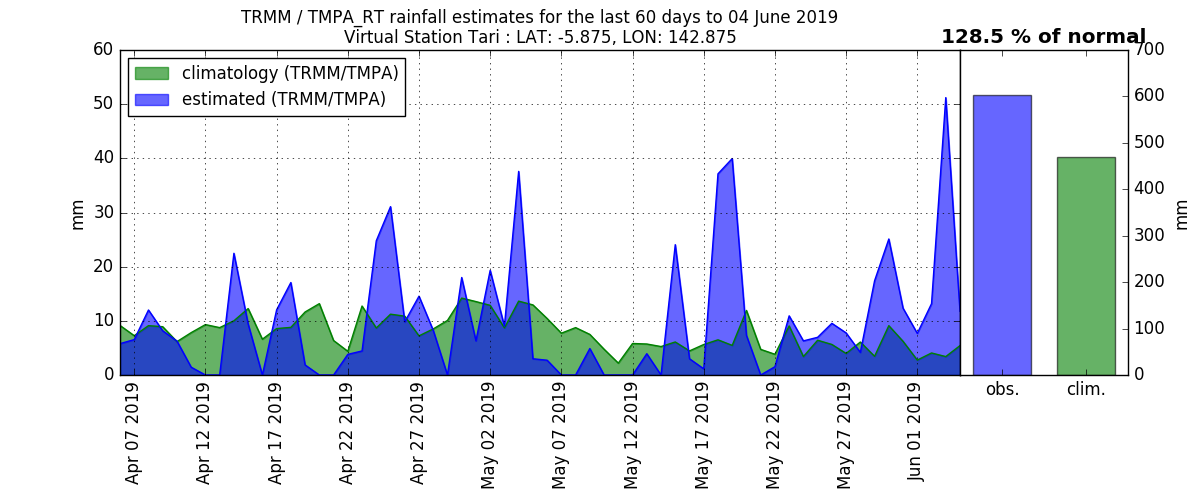 TRMM / TMPA_RT rainfall estimates for the last 60 days to 04 June 2019
Virtual Station Tari : LAT: -5.875, LON: 142.875
128.5 % of normal
climatology (TRMM/TMPA)
estimated (TRMM/TMPA)
60
50
40
30
20
10
0
mm
700
600
500
400
300
200
100
0
mm
obs.
clim.
Apr 07 2019
Apr 12 2019
Apr 17 2019
Apr 22 2019
Apr 27 2019
May 02 2019
May 07 2019
May 12 2019
May 17 2019
May 22 2019
May 27 2019
Jun 01 2019